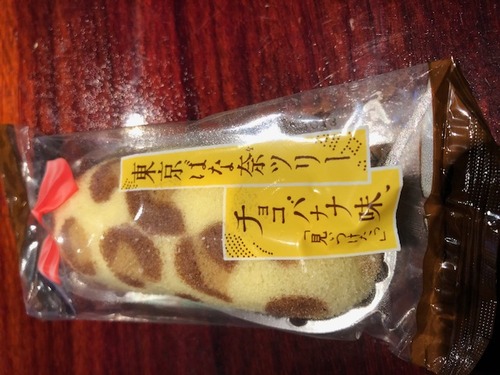 東京ばな奈ツリー
チョコバナナ味、
「見ぃつけたっ」